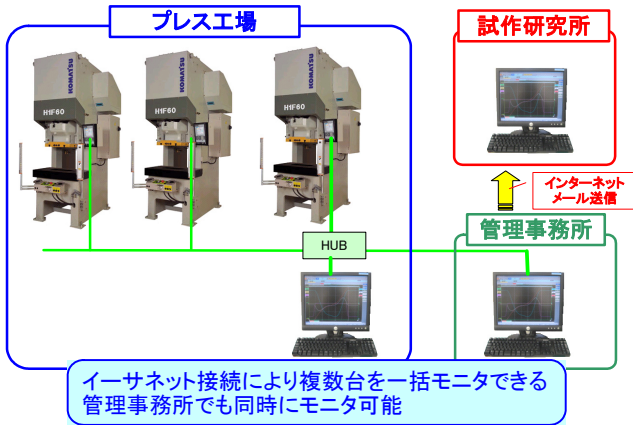 プレス工場
試作研究所
KOMATSU
H1F60
KOMATSU
H1F60
KOMATSU
H1F60
インターネット
メール送信
管理事務所
HUB
イーサネット接続により複数台を一括モニタできる
管理事務所でも同時にモニタ可能